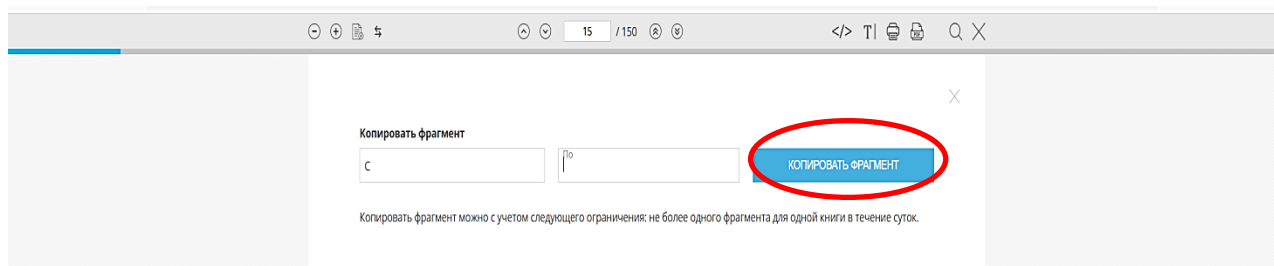 15 / 150 </> T|
Копировать фрагмент
С По КОПИРОВАТЬ ФРАГМЕНТ
Копировать фрагмент можно с учетом следующего ограничения: не более одного фрагмента для одной книги в течение суток.